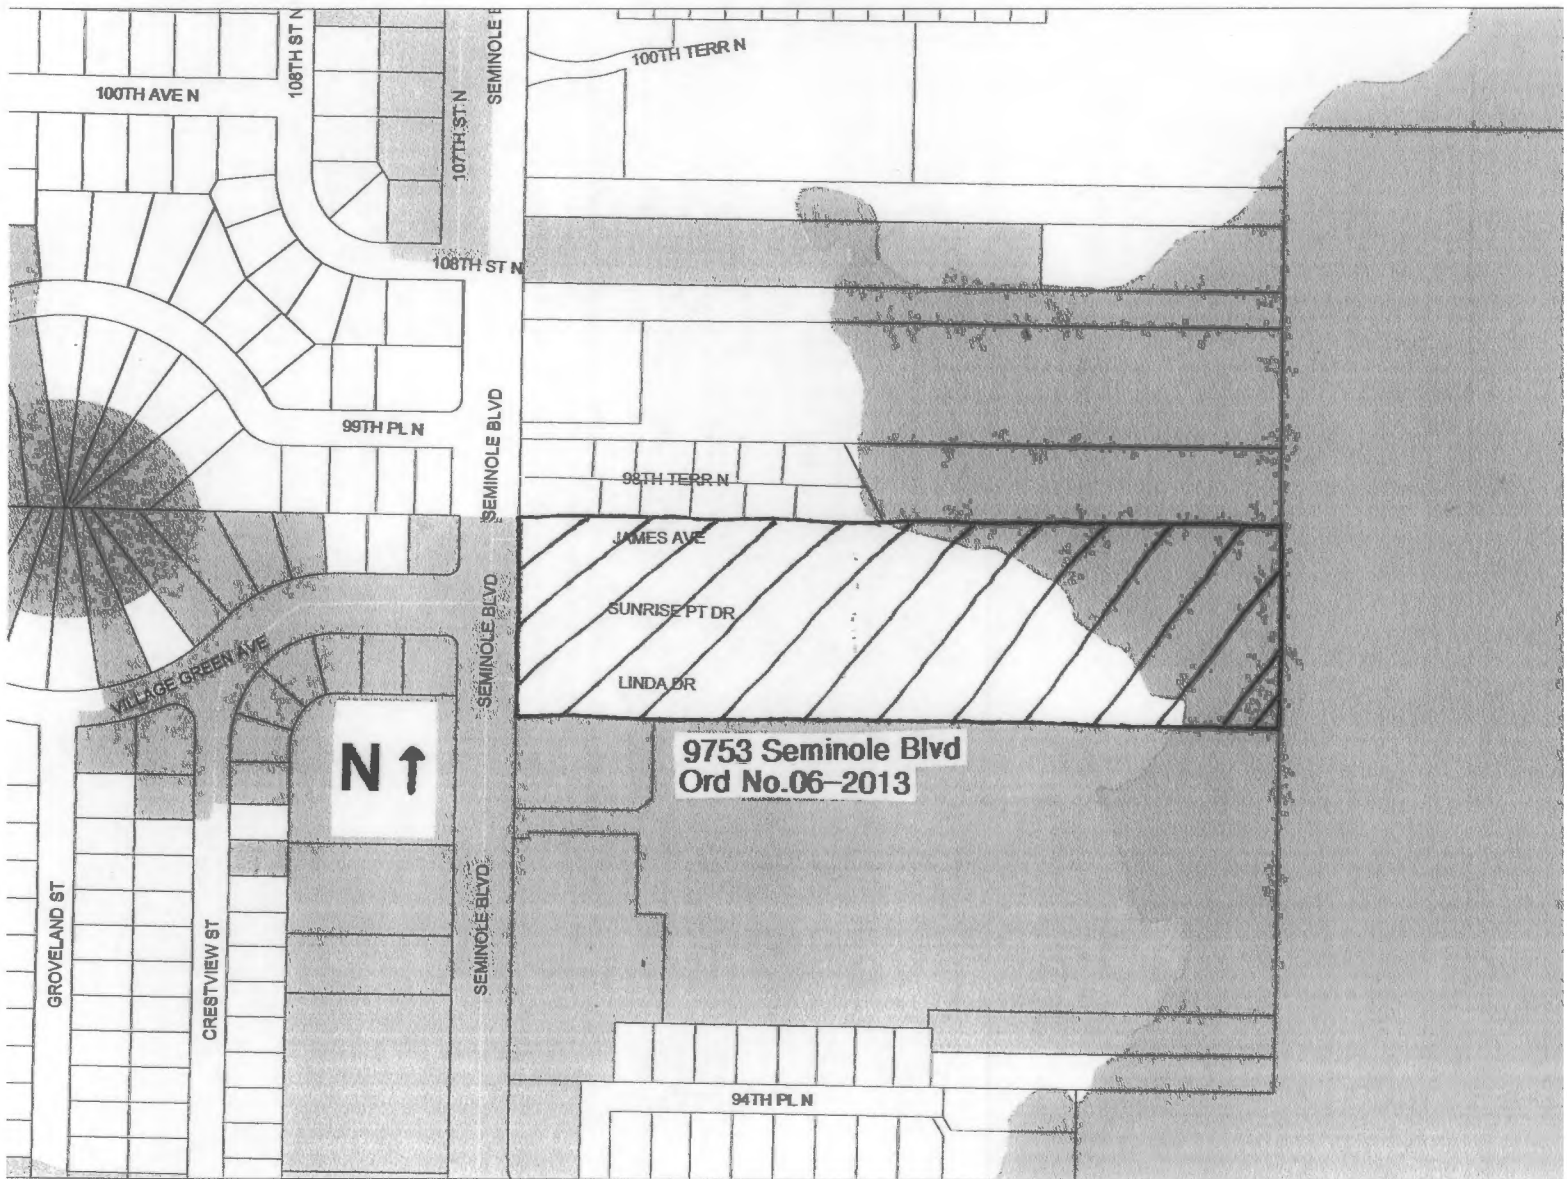 108TH ST N
SEMINOLE B
100TH TERR N
100TH AVE N
107TH ST N
108TH ST N
SEMINOLE BLVD
99TH PL N
98TH TERR N
JAMES AVE
SEMINOLE BLVD
SUNRISE PT DR
VILLAGE GREEN AVE
LINDA DR
N
9753 Seminole Blvd
Ord No.06-2013
SEMINOLE BLVD
GROVELAND ST
CRESTVIEW ST
94TH PL N